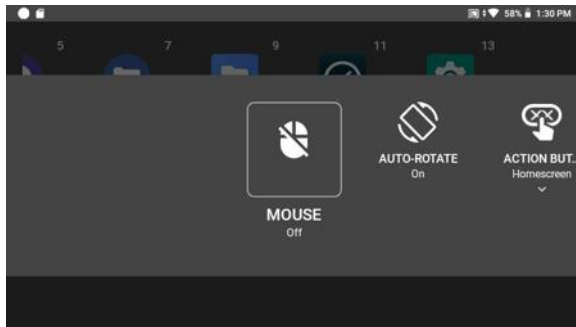 58% 1:30 PM
5 7 9 11 13
MOUSE
Off
AUTO-ROTATE
On
ACTION BUT..
Homescreen